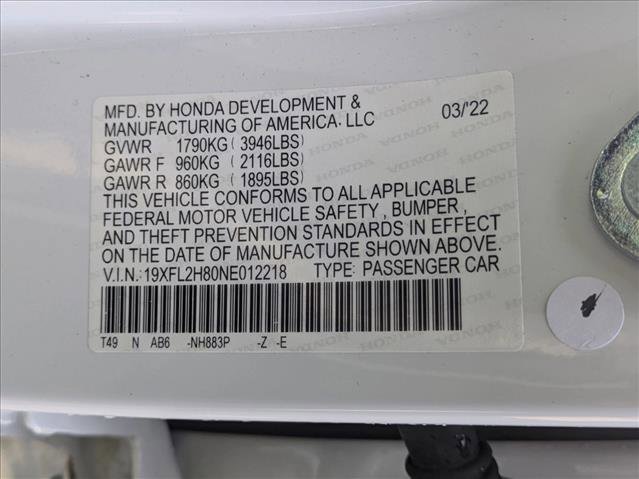 MFD. BY HONDA DEVELOPMENT &
MANUFACTURING OF AMERICA, LLC 03/'22
GVWR 1790KG (3946LBS)
GAWR F 960KG (2116LBS)
GAWR R 860KG (1895LBS)
THIS VEHICLE CONFORMS TO ALL APPLICABLE
FEDERAL MOTOR VEHICLE SAFETY, BUMPER,
AND THEFT PREVENTION STANDARDS IN EFFECT
ON THE DATE OF MANUFACTURE SHOWN ABOVE.
V.I.N.:19XFL2H80NE012218 TYPE: PASSENGER CAR
T49 N AB6 -NH883P -Z -E